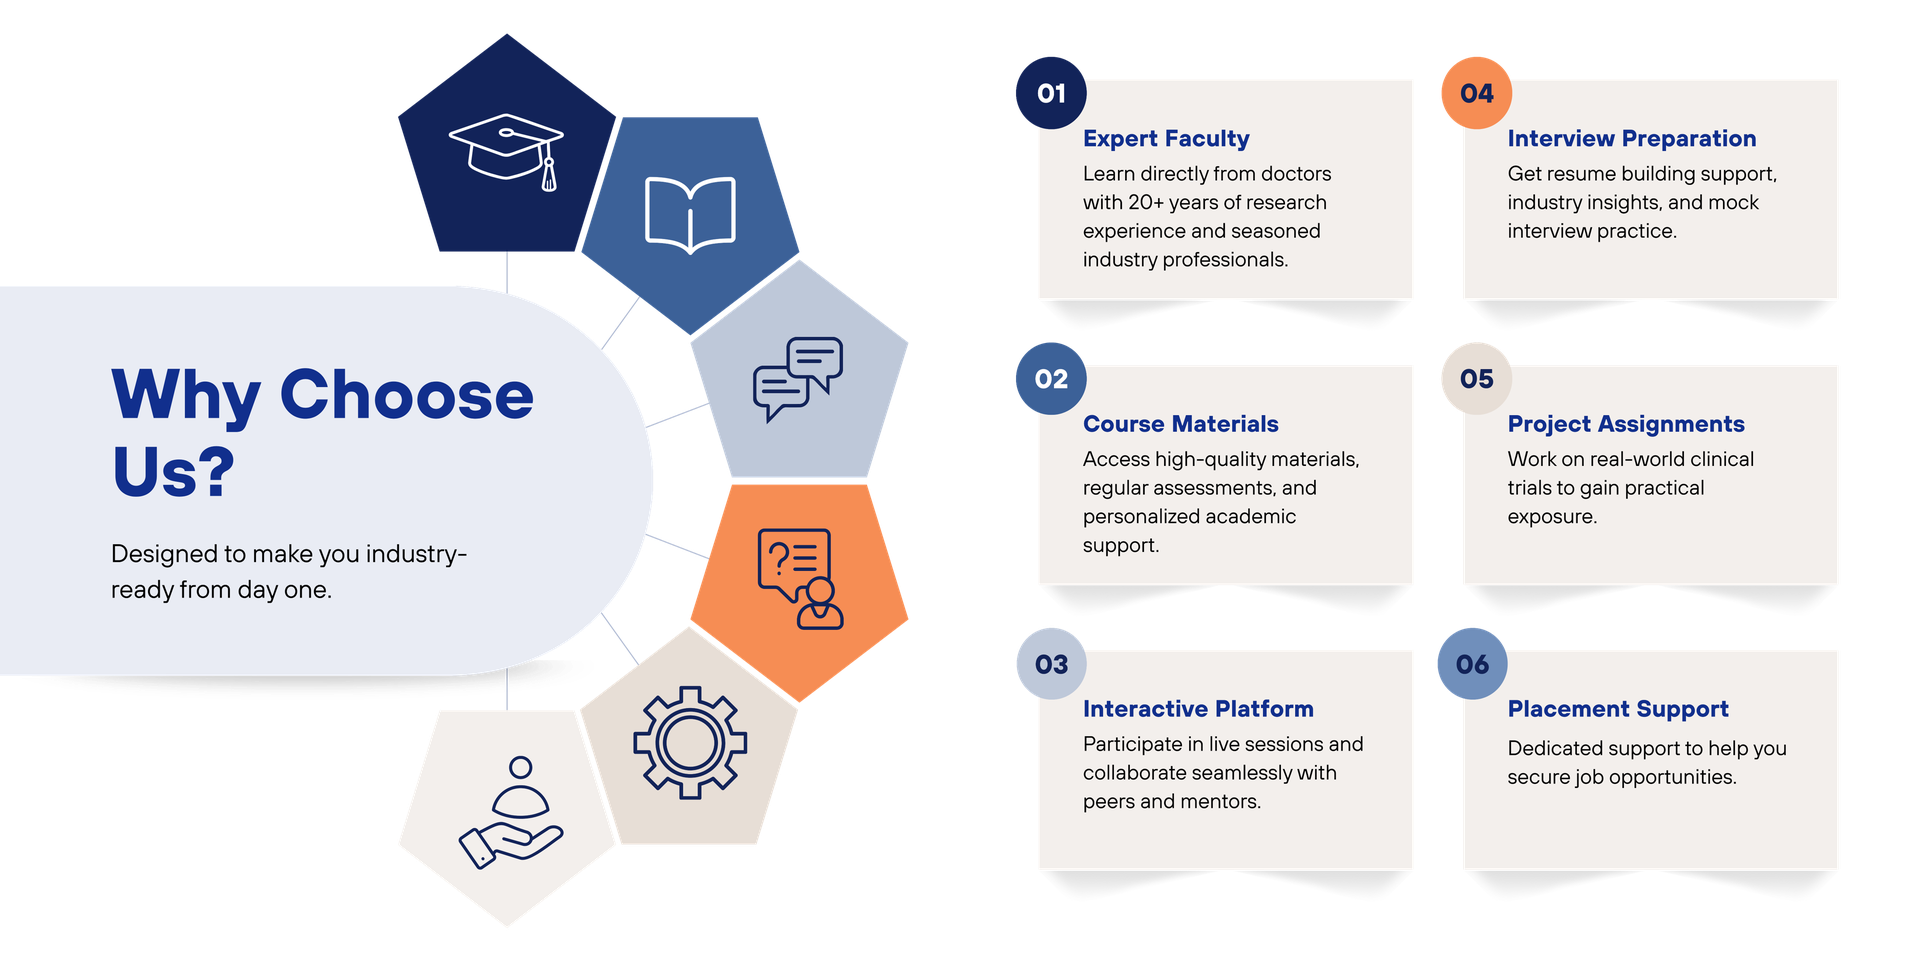 Why Choose
Us?
Designed to make you industry-
ready from day one.
01
Expert Faculty
Learn directly from doctors
with 20+ years of research
experience and seasoned
industry professionals.
02
Course Materials
Access high-quality materials,
regular assessments, and
personalized academic
support.
03
Interactive Platform
Participate in live sessions and
collaborate seamlessly with
peers and mentors.
04
Interview Preparation
Get resume building support,
industry insights, and mock
interview practice.
05
Project Assignments
Work on real-world clinical
trials to gain practical
exposure.
06
Placement Support
Dedicated support to help you
secure job opportunities.
?